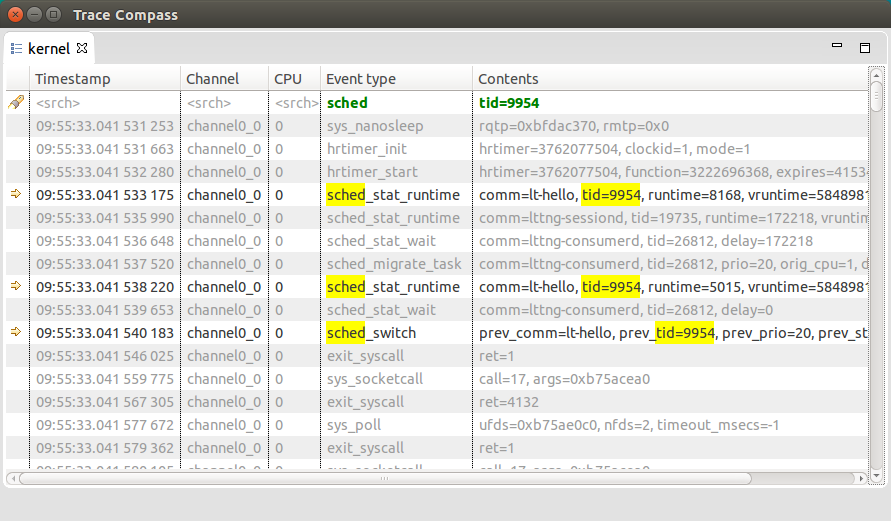 Trace Compass
kernel
Timestamp Channel CPU Event type Contents
<srch> <srch> <srch> sched tid=9954
09:55:33.041 531 253 channel0_0 0 sys_nanosleep rqtp=0xbfdac370, rmtp=0x0
09:55:33.041 531 663 channel0_0 0 hrtimer_init hrtimer=3762077504, clockid=1, mode=1
09:55:33.041 532 280 channel0_0 0 hrtimer_start hrtimer=3762077504, function=3222696368, expires=4153
09:55:33.041 533 175 channel0_0 0 sched_stat_runtime comm=lt-hello, tid=9954, runtime=8168, vruntime=5848981
09:55:33.041 535 990 channel0_0 0 sched_stat_runtime comm=lttng-sessiond, tid=19735, runtime=172218, vruntim
09:55:33.041 536 648 channel0_0 0 sched_stat_wait comm=lttng-consumerd, tid=26812, delay=172218
09:55:33.041 537 520 channel0_0 0 sched_migrate_task comm=lttng-consumerd, tid=26812, prio=20, orig_cpu=1, d
09:55:33.041 538 220 channel0_0 0 sched_stat_runtime comm=lt-hello, tid=9954, runtime=5015, vruntime=5848981
09:55:33.041 539 653 channel0_0 0 sched_stat_wait comm=lttng-consumerd, tid=26812, delay=0
09:55:33.041 540 183 channel0_0 0 sched_switch prev_comm=lt-hello, prev_tid=9954, prev_prio=20, prev_st
09:55:33.041 546 025 channel0_0 0 exit_syscall ret=1
09:55:33.041 559 775 channel0_0 0 sys_socketcall call=17, args=0xb75acea0
09:55:33.041 567 305 channel0_0 0 exit_syscall ret=4132
09:55:33.041 577 672 channel0_0 0 sys_poll ufds=0xb75ae0c0, nfds=2, timeout_msecs=-1
09:55:33.041 579 362 channel0_0 0 exit_syscall ret=1